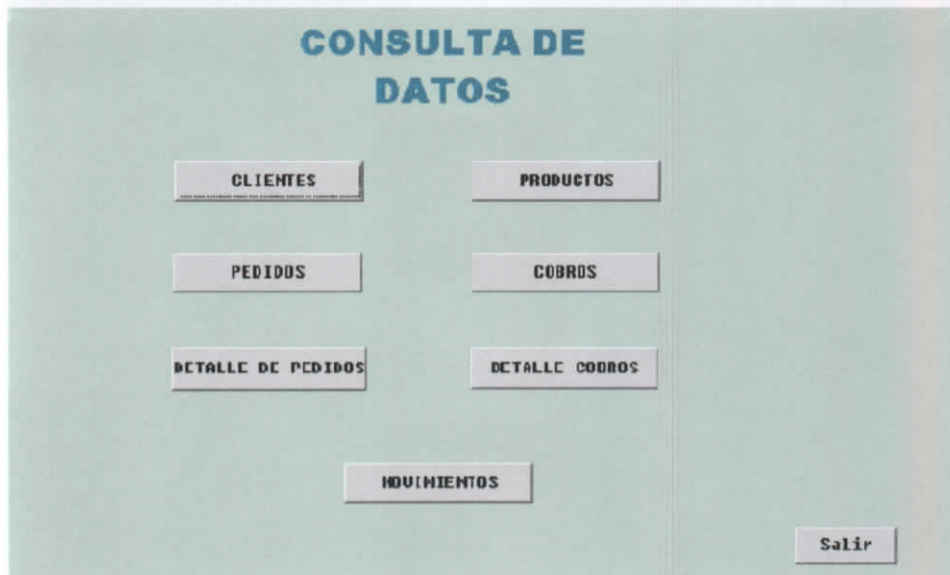 CONSULTA DE
DATOS
CLIENTES
PRODUCTOS
PEDIDOS
COBROS
DETALLE DE PEDIDOS
DETALLE COBROS
MOVIMIENTOS
Salir